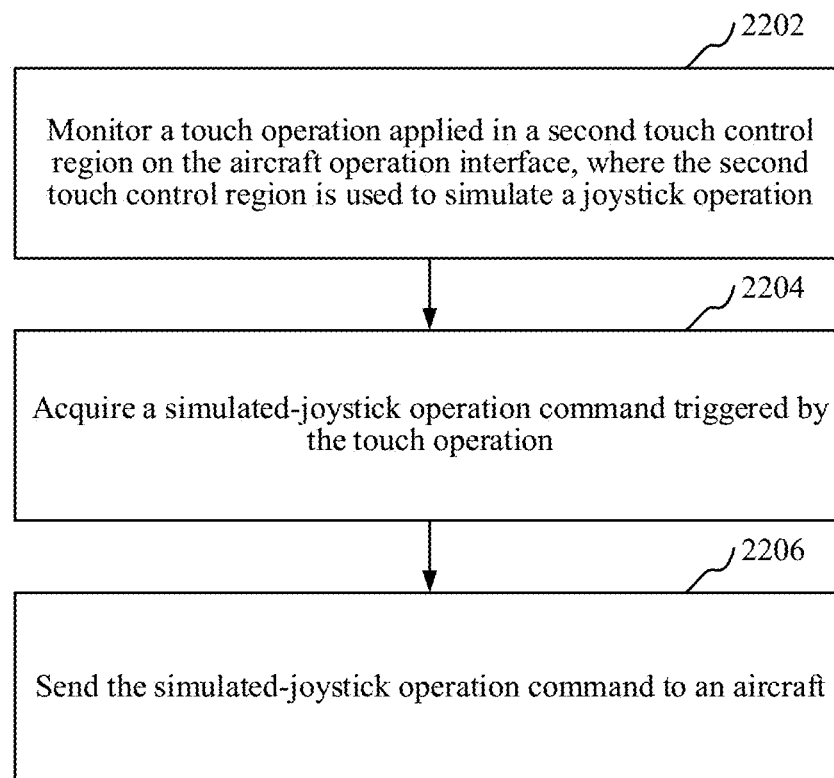 2202
Monitor a touch operation applied in a second touch control
region on the aircraft operation interface, where the second
touch control region is used to simulate a joystick operation
2204
Acquire a simulated-joystick operation command triggered by
the touch operation
2206
Send the simulated-joystick operation command to an aircraft